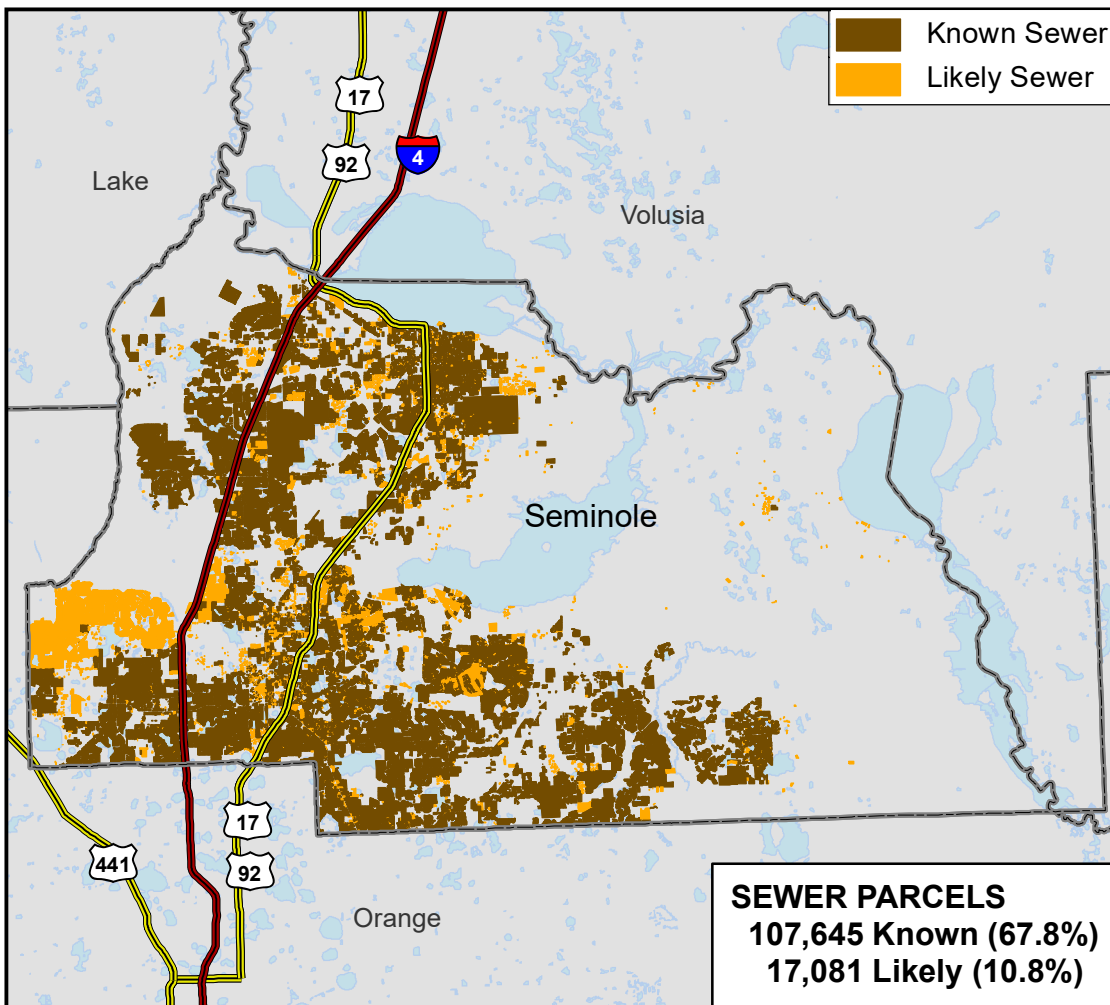 Known Sewer
Likely Sewer
17
92
4
Lake
Volusia
Seminole
17
441
92
Orange
SEWER PARCELS
107,645 Known (67.8%)
17,081 Likely (10.8%)